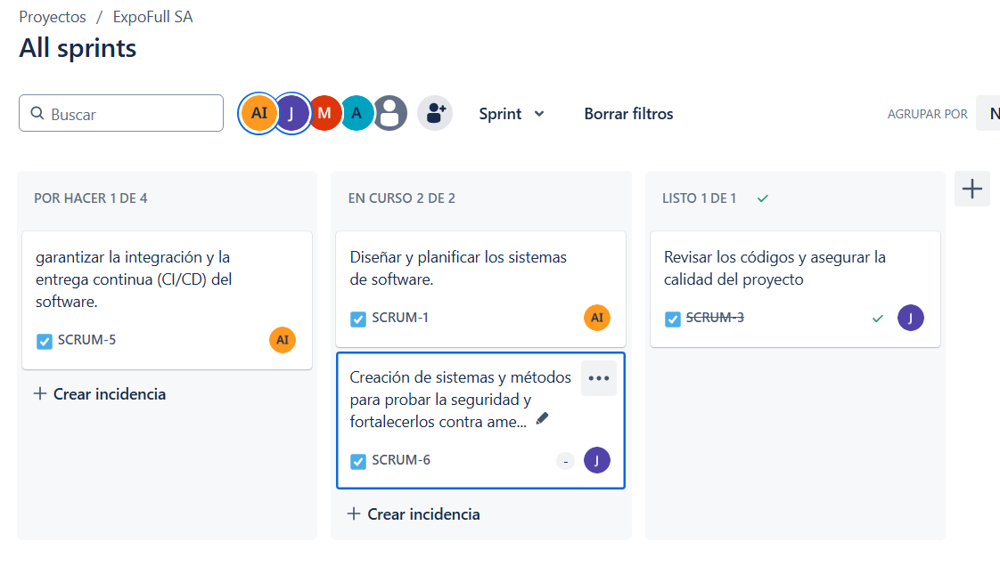 Proyectos / ExpoFull SA
All sprints
Buscar
AI J M A
Sprint
Borrar filtros
AGRUPAR POR N
POR HACER 1 DE 4
garantizar la integración y la
entrega continua (CI/CD) del
software.
SCRUM-5 AI
+ Crear incidencia
EN CURSO 2 DE 2
Diseñar y planificar los sistemas
de software.
SCRUM-1 AI
Creación de sistemas y métodos
para probar la seguridad y
fortalecerlos contra ame...
SCRUM-6 - J
+ Crear incidencia
LISTO 1 DE 1
Revisar los códigos y asegurar la
calidad del proyecto
SCRUM-3 J